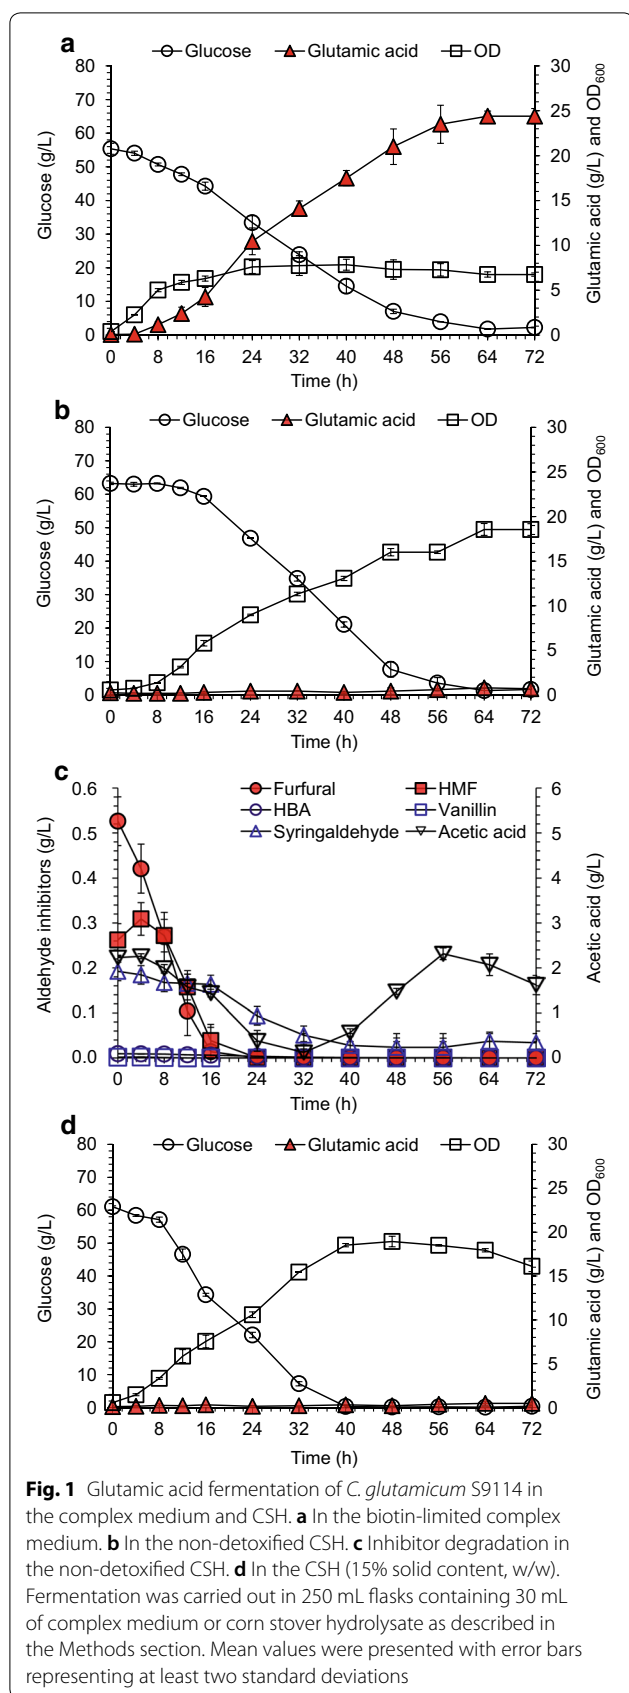 a
Glucose Glutamic acid OD
80 30
70 25
60 20
50
40 15
30 10
20 5
10
0 0
Glucose (g/L)
Glutamic acid (g/L) and OD600
0 8 16 24 32 40 48 56 64 72
Time (h)
b
Glucose Glutamic acid OD
80 30
70 25
60 20
50
40 15
30 10
20 5
10
0 0
Glucose (g/L)
Glutamic acid (g/L) and OD600
0 8 16 24 32 40 48 56 64 72
Time (h)
c
Furfural HMF
HBA Vanillin
Syringaldehyde Acetic acid
0.6 6
0.5 5
0.4 4
0.3 3
0.2 2
0.1 1
0.0 0
Aldehyde inhibitors (g/L)
Acetic acid (g/L)
0 8 16 24 32 40 48 56 64 72
Time (h)
d
Glucose Glutamic acid OD
80 30
70 25
60 20
50
40 15
30 10
20 5
10
0 0
Glucose (g/L)
Glutamic acid (g/L) and OD600
0 8 16 24 32 40 48 56 64 72
Time (h)
Fig. 1 Glutamic acid fermentation of C. glutamicum S9114 in
the complex medium and CSH. a In the biotin-limited complex
medium. b In the non-detoxified CSH. c Inhibitor degradation in
the non-detoxified CSH. d In the CSH (15% solid content, w/w).
Fermentation was carried out in 250 mL flasks containing 30 mL
of complex medium or corn stover hydrolysate as described in
the Methods section. Mean values were presented with error bars
representing at least two standard deviations